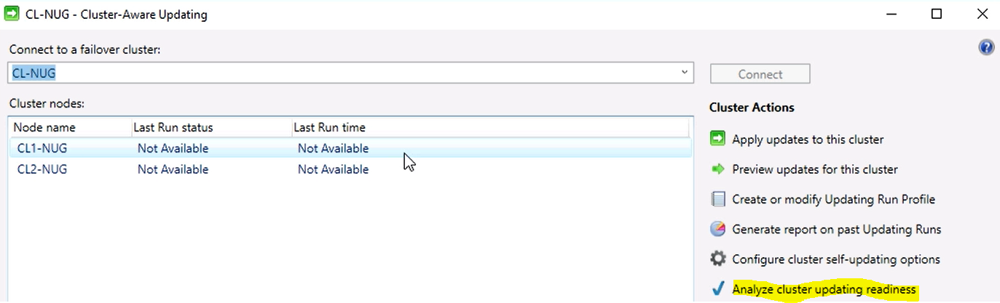 CL-NUG - Cluster-Aware Updating
Connect to a failover cluster:
CL-NUG
Connect
Cluster nodes:
Node name Last Run status Last Run time
CL1-NUG Not Available Not Available
CL2-NUG Not Available Not Available
Cluster Actions
Apply updates to this cluster
Preview updates for this cluster
Create or modify Updating Run Profile
Generate report on past Updating Runs
Configure cluster self-updating options
Analyze cluster updating readiness